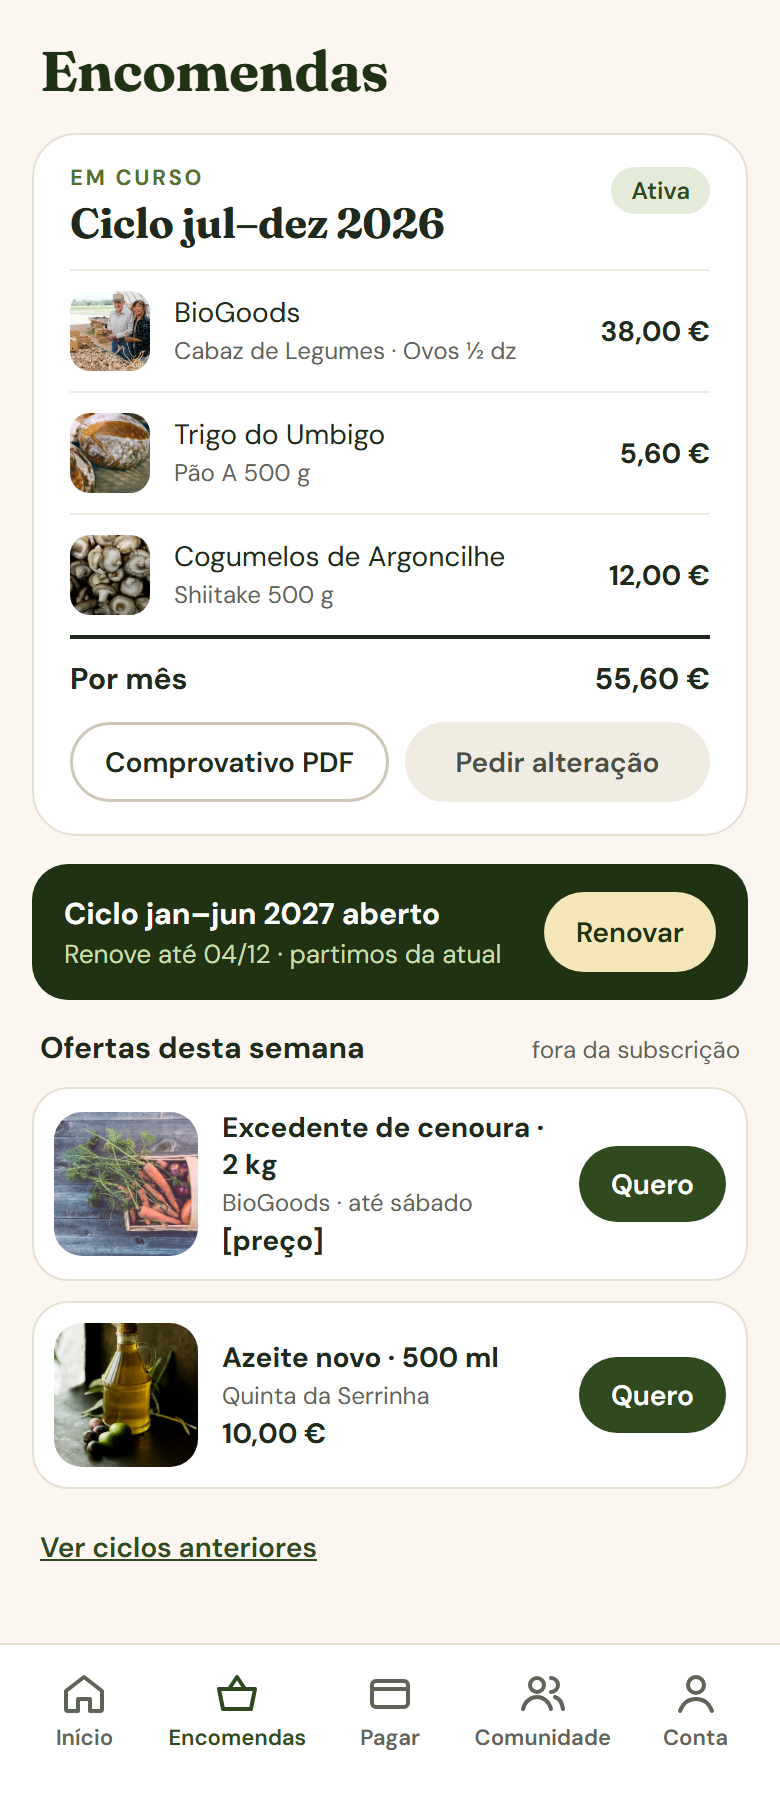 Encomendas
EM CURSO
Ativa
Ciclo jul–dez 2026
BioGoods
Cabaz de Legumes · Ovos ½ dz
38,00 €
Trigo do Umbigo
Pão A 500 g
5,60 €
Cogumelos de Argoncilhe
Shiitake 500 g
12,00 €
Por mês
55,60 €
Comprovativo PDF
Pedir alteração
Ciclo jan–jun 2027 aberto
Renove até 04/12 · partimos da atual
Renovar
Ofertas desta semana
fora da subscrição
Excedente de cenoura ·
2 kg
BioGoods · até sábado
[preço]
Quero
Azeite novo · 500 ml
Quinta da Serrinha
10,00 €
Quero
Ver ciclos anteriores
Início
Encomendas
Pagar
Comunidade
Conta